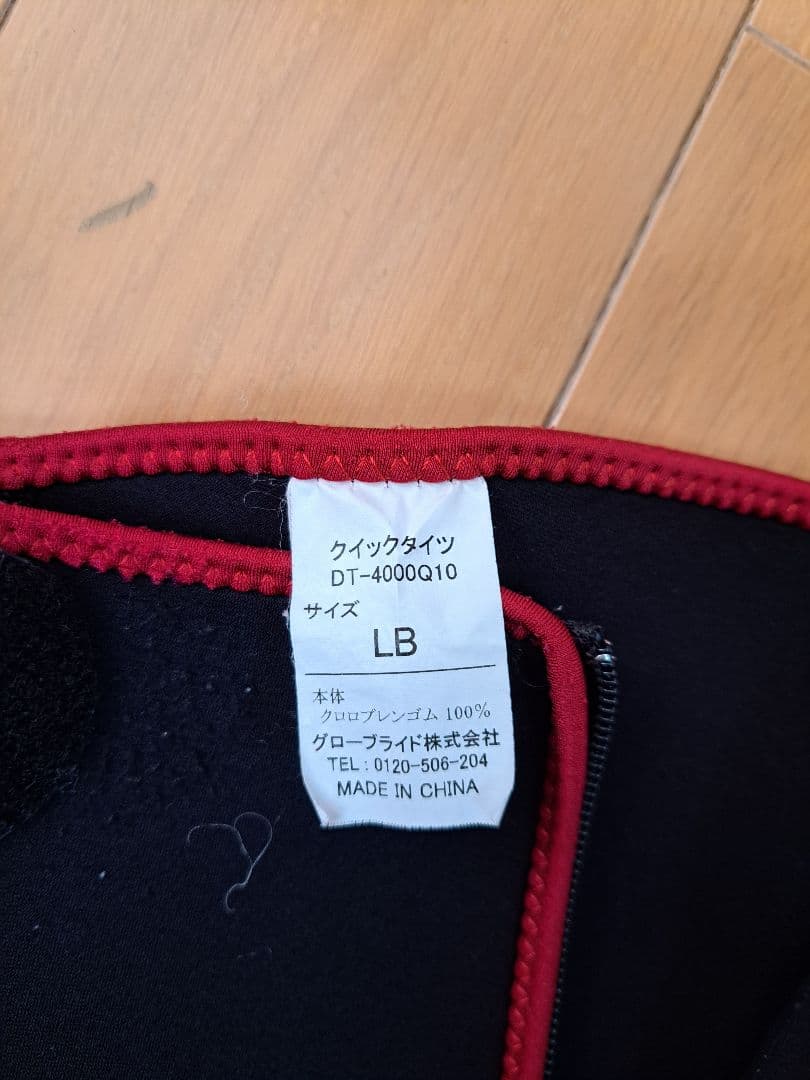 クイックタイツ
DT-4000Q10
サイズ
LB
本体
クロロプレンゴム 100%
グローブライド株式会社
TEL : 0120-506-204
MADE IN CHINA